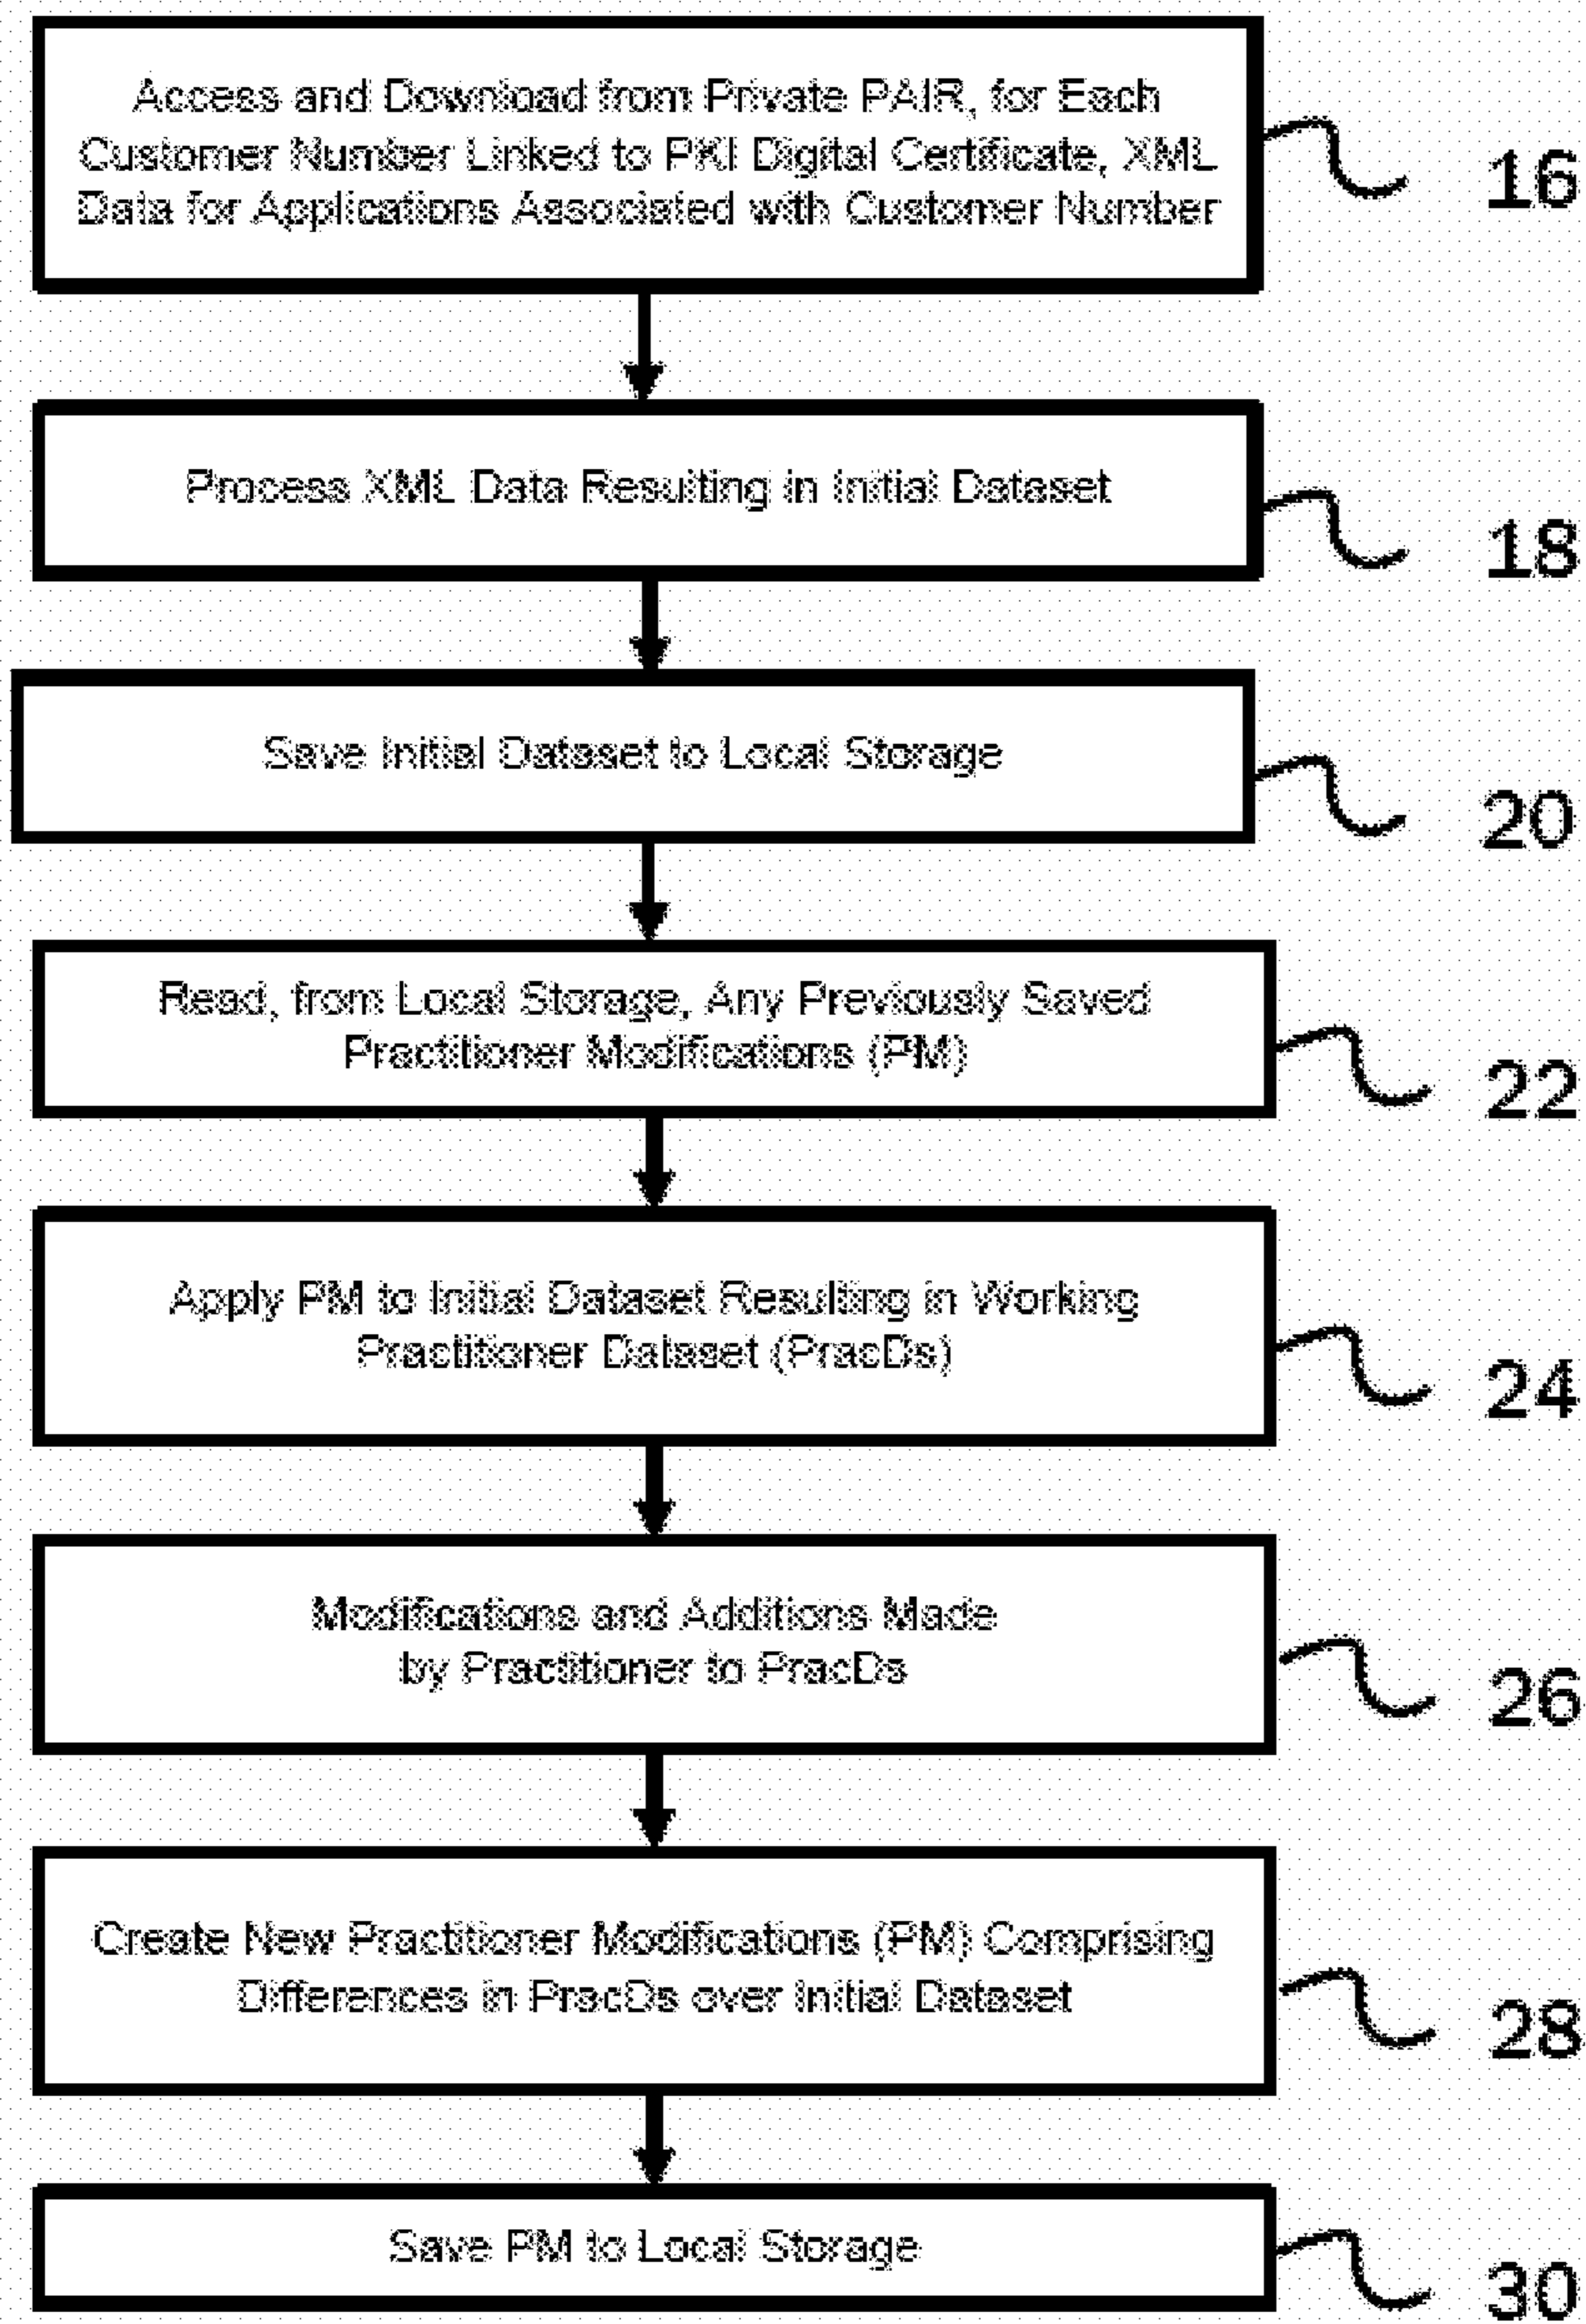 Access and Download from Private PAIR, for Each
Customer Number Linked to PKI Digital Certificate, XML
Data for Applications Associated with Customer Number
16
Process XML Data Resulting in Initial Dataset
18
Save Initial Dataset to Local Storage
20
Read, from Local Storage, Any Previously Saved
Practitioner Modifications (PM)
22
Apply PM to Initial Dataset Resulting in Working
Practitioner Dataset (PracDs)
24
Modifications and Additions Made
by Practitioner to PracDs
26
Create New Practitioner Modifications (PM) Comprising
Differences in PracDs over Initial Dataset
28
Save PM to Local Storage
30